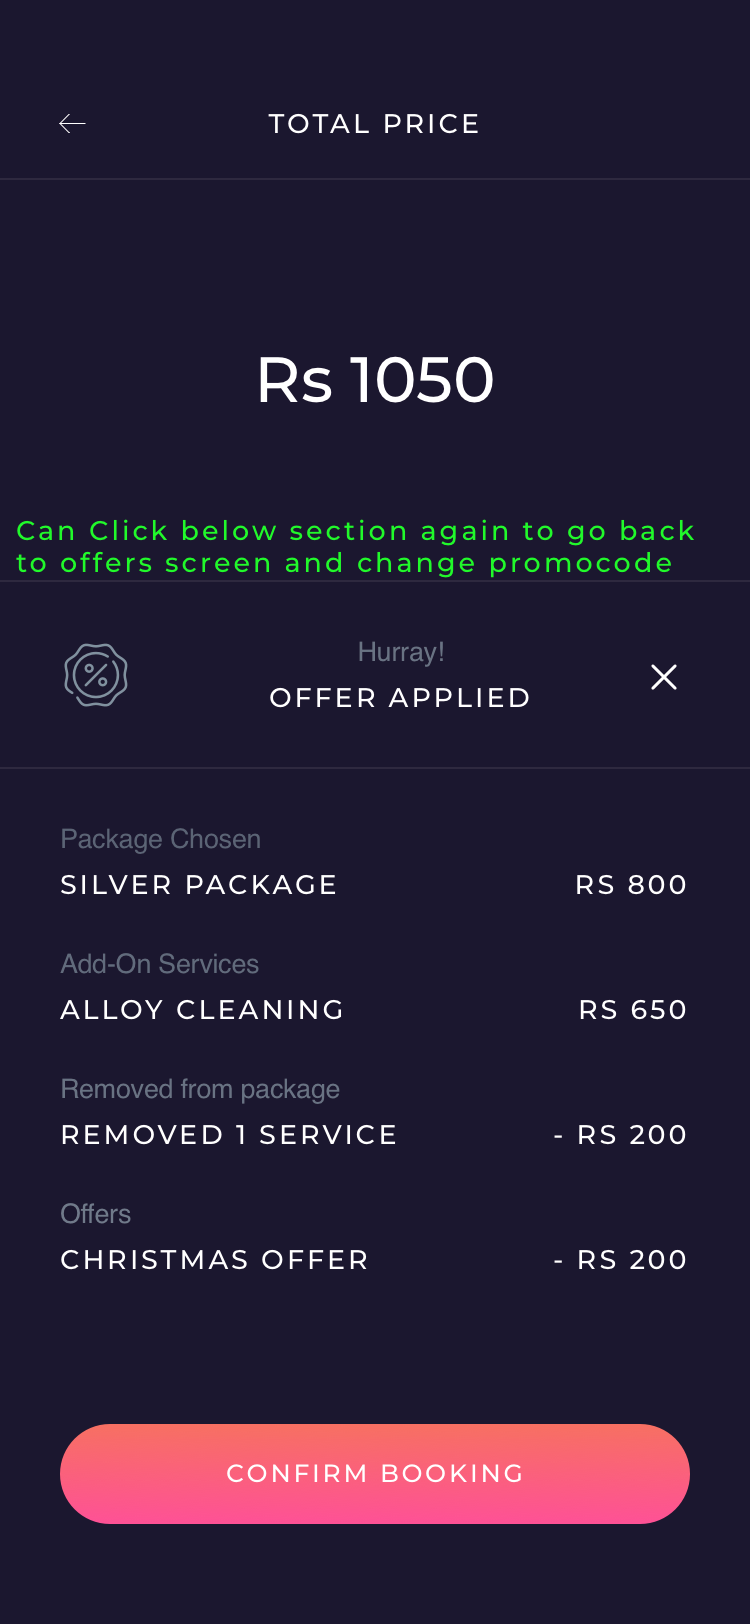 TOTAL PRICE
Rs 1050
Can Click below section again to go back
to offers screen and change promocode
Hurray!
OFFER APPLIED
Package Chosen
SILVER PACKAGE RS 800
Add-On Services
ALLOY CLEANING RS 650
Removed from package
REMOVED 1 SERVICE - RS 200
Offers
CHRISTMAS OFFER - RS 200
CONFIRM BOOKING